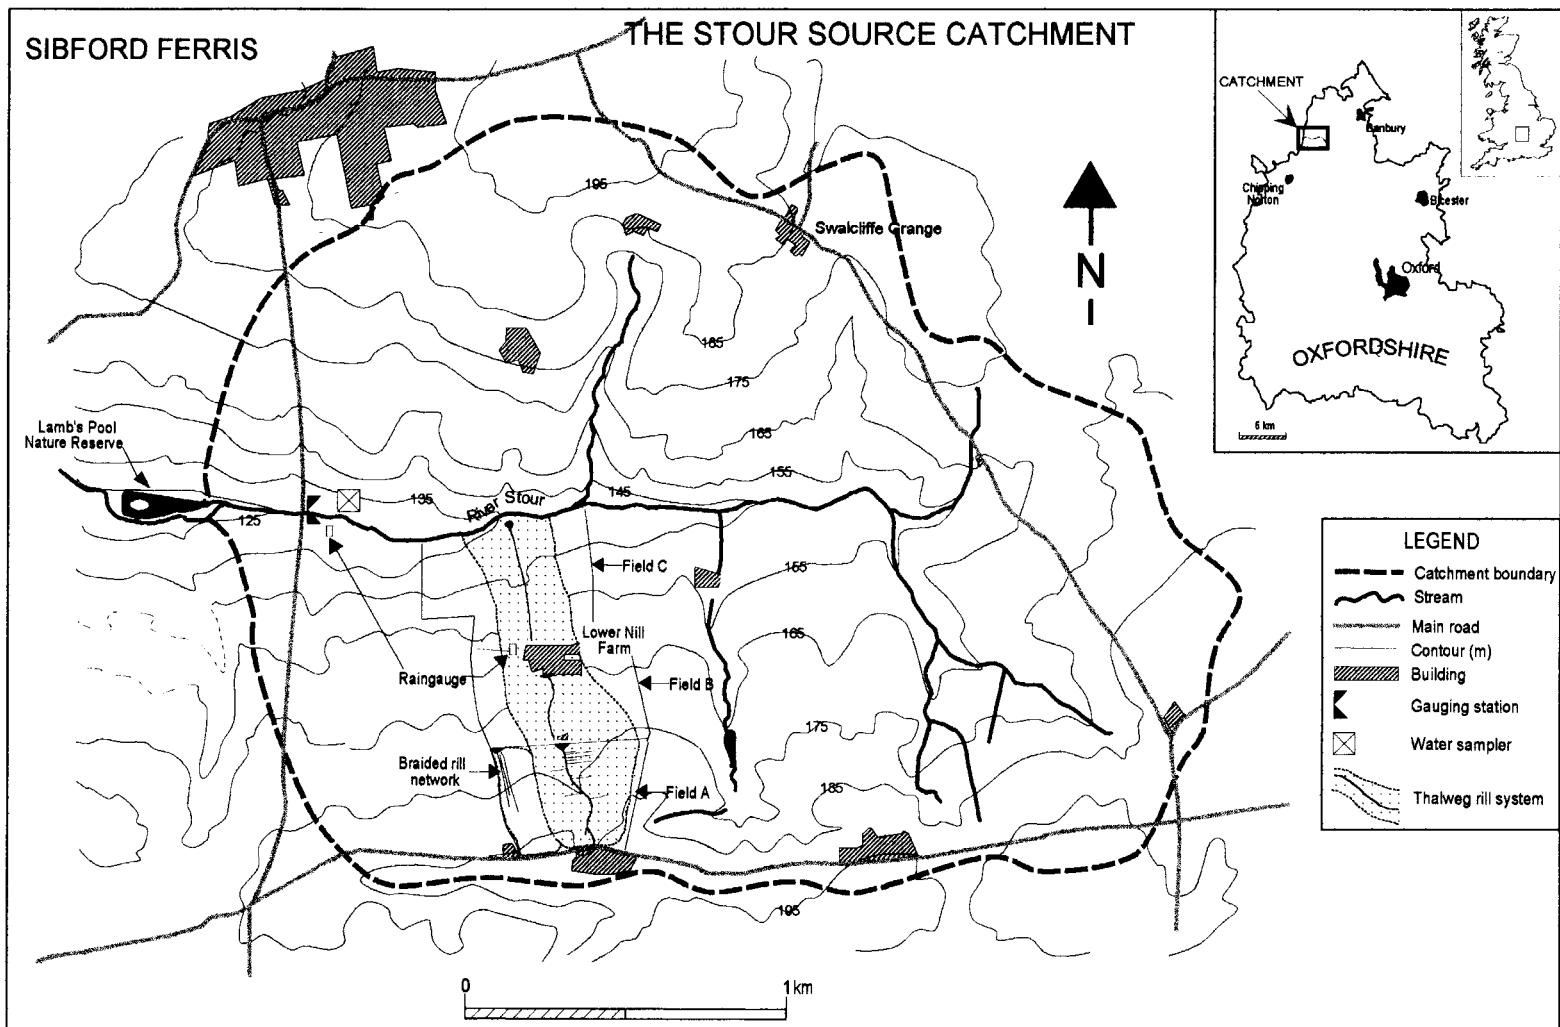 SIBFORD FERRIS
THE STOUR SOURCE CATCHMENT
CATCHMENT
Banbury
Chipping
Norton
Bicester
Oxford
OXFORDSHIRE
6 km
195
Swalcliffe Grange
N
185
175
165
155
Lamb's Pool
Nature Reserve
135
River Stour
145
125
Field C
155
Lower Nill
Farm
165
Raingauge
Field B
175
Braided rill
network
Field A
185
195
0
1 km
LEGEND
Catchment boundary
Stream
Main road
Contour (m)
Building
Gauging station
Water sampler
Thalweg rill system